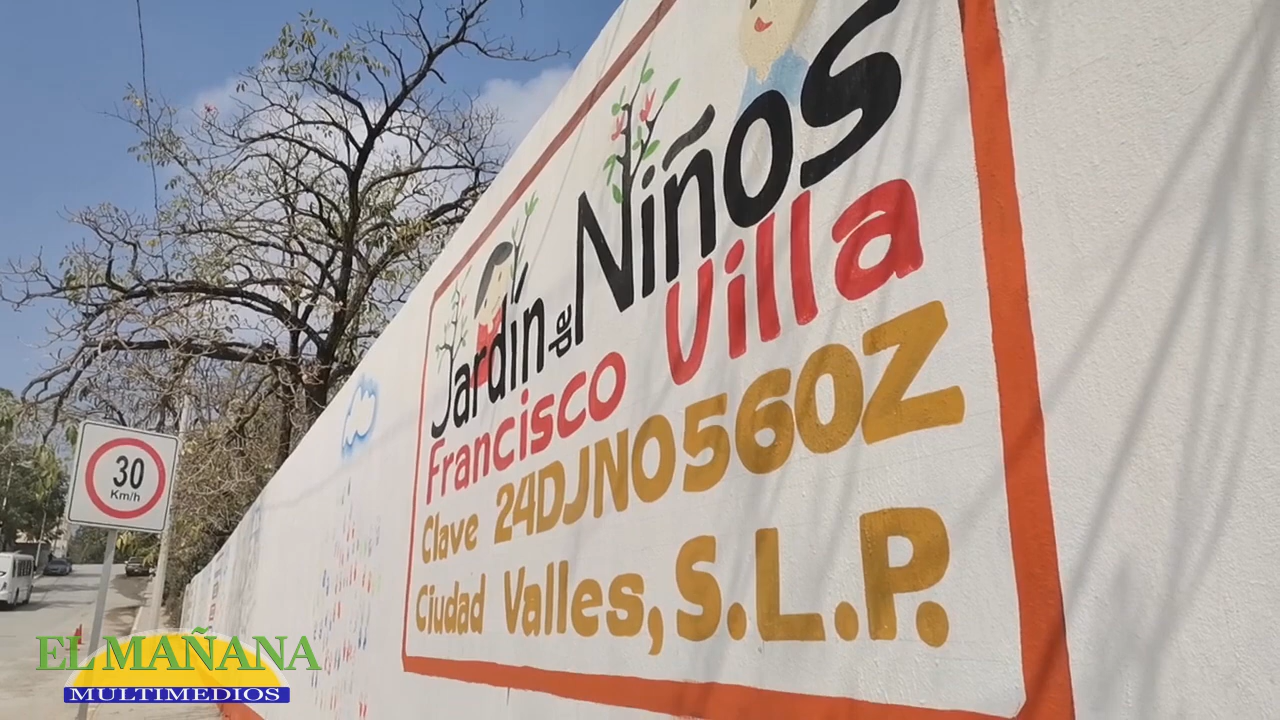 Jardín de Niños
Francisco Villa
Clave 24DJN0560Z
Ciudad Valles, S.L.P.
30
Km/h
EL MAÑANA
MULTIMEDIOS